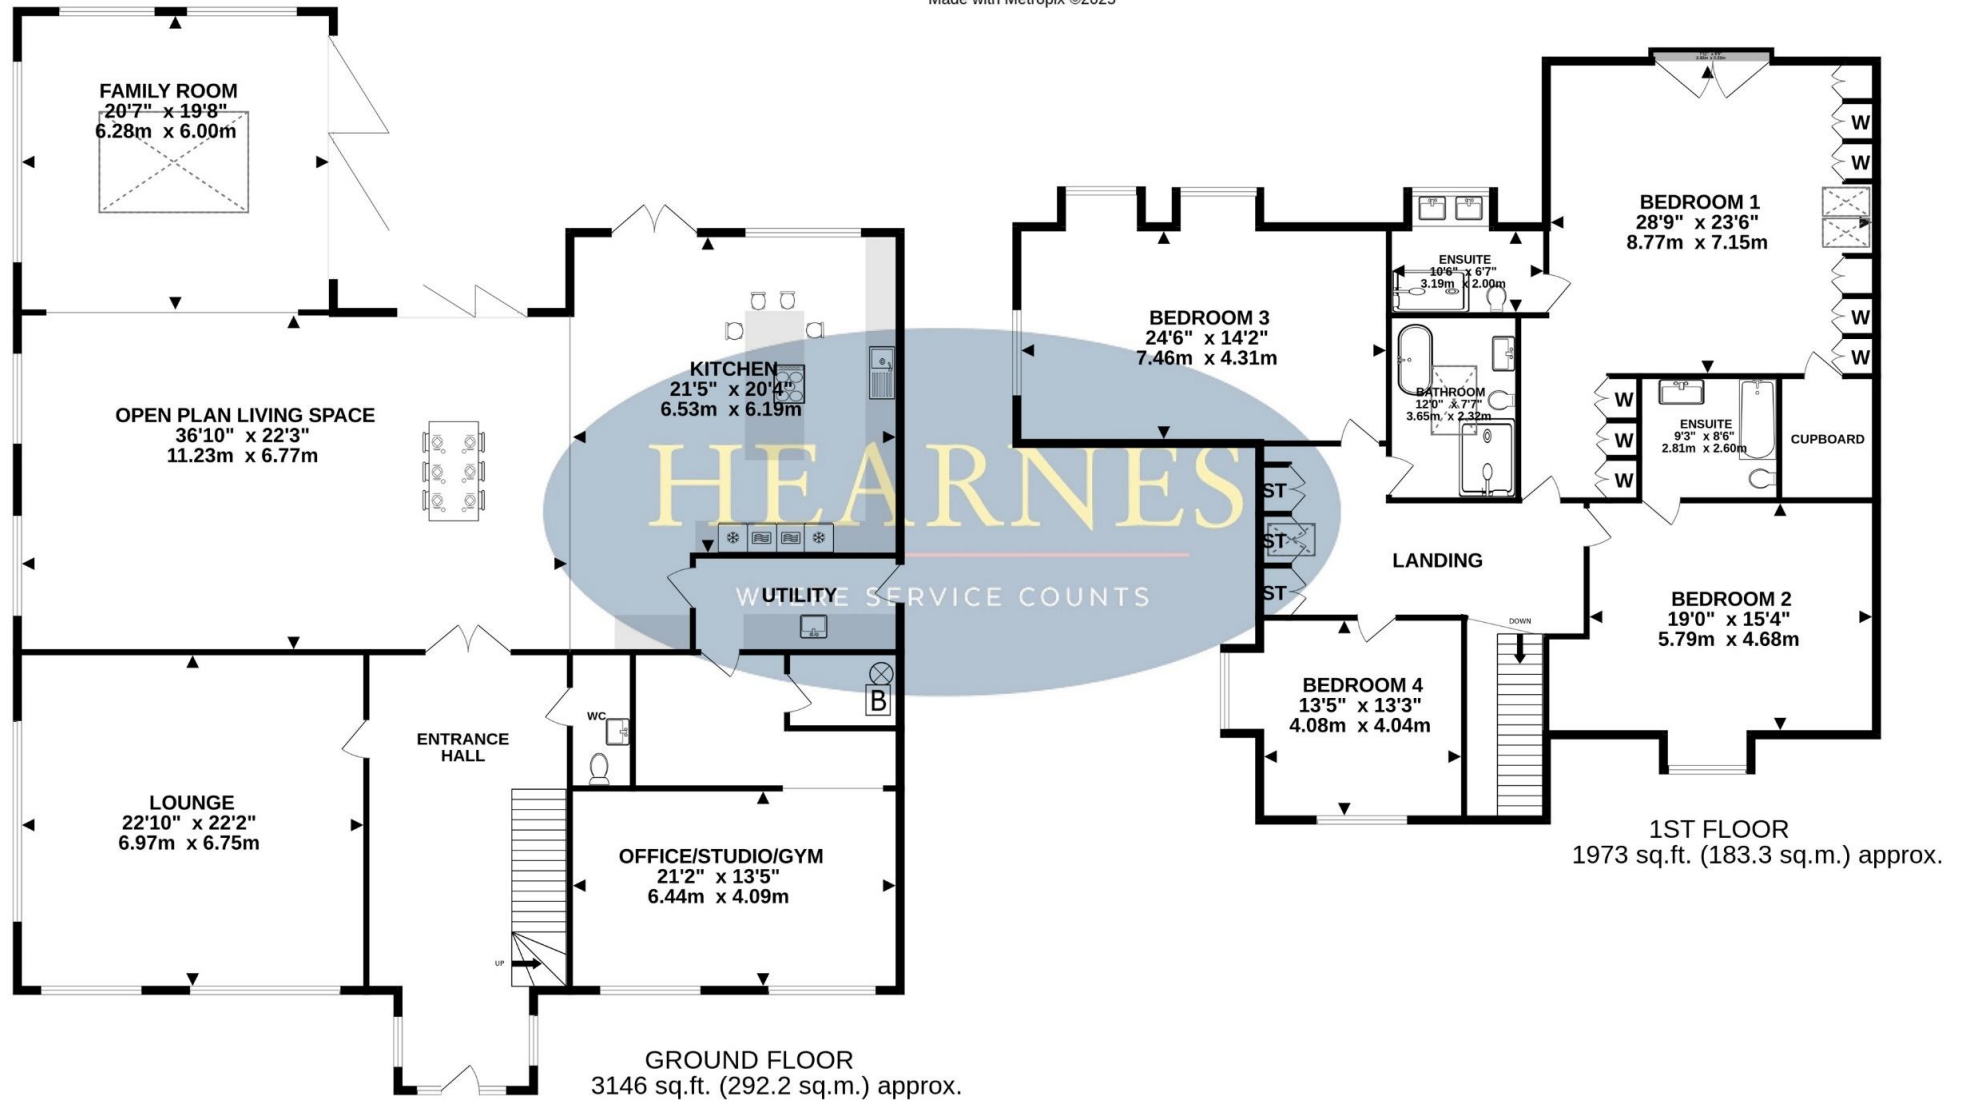 Made with Metropix ©2025
FAMILY ROOM
20'7" x 19'8"
6.28m x 6.00m
OPEN PLAN LIVING SPACE
36'10" x 22'3"
11.23m x 6.77m
KITCHEN
21'5" x 20'4"
6.53m x 6.19m
UTILITY
WC
B
ENTRANCE
HALL
LOUNGE
22'10" x 22'2"
6.97m x 6.75m
UP
OFFICE/STUDIO/GYM
21'2" x 13'5"
6.44m x 4.09m
GROUND FLOOR
3146 sq.ft. (292.2 sq.m.) approx.
HEARNES
WHERE SERVICE COUNTS
BEDROOM 1
28'9" x 23'6"
8.77m x 7.15m
W
W
W
W
ENSUITE
10'6" x 6'7"
3.19m x 2.00m
BEDROOM 3
24'6" x 14'2"
7.46m x 4.31m
BATHROOM
12'0" x 7'7"
3.65m x 2.32m
W
W
W
ENSUITE
9'3" x 8'6"
2.81m x 2.60m
CUPBOARD
ST
ST
ST
LANDING
DOWN
BEDROOM 2
19'0" x 15'4"
5.79m x 4.68m
BEDROOM 4
13'5" x 13'3"
4.08m x 4.04m
1ST FLOOR
1973 sq.ft. (183.3 sq.m.) approx.